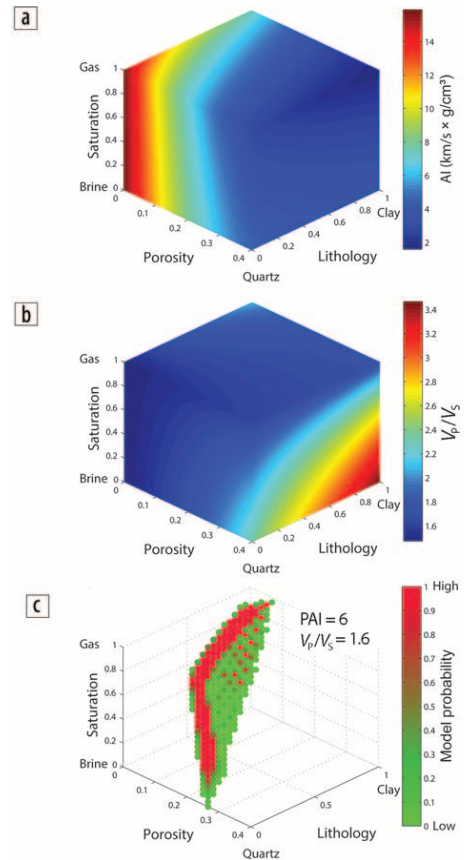 a
Gas
1
0.8
0.6
0.4
0.2
Brine 0
0
0.1
0.2
0.3
0.4
Saturation
Porosity
Quartz
0
0.2
0.4
0.6
0.8
1
Clay
Lithology
14
12
10
8
6
4
2
AI (km/s × g/cm³)
b
Gas
1
0.8
0.6
0.4
0.2
Brine 0
0
0.1
0.2
0.3
0.4
Saturation
Porosity
Quartz
0
0.2
0.4
0.6
0.8
1
Clay
Lithology
3.4
3.2
3
2.8
2.6
2.4
2.2
2
1.8
1.6
VP/VS
c
PAI = 6
VP/VS = 1.6
Gas
1
0.8
0.6
0.4
0.2
Brine 0
0
0.1
0.2
0.3
0.4
Saturation
Porosity
Quartz
0
0.5
1
Clay
Lithology
High
1
0.9
0.8
0.7
0.6
0.5
0.4
0.3
0.2
0.1
0
Low
Model probability